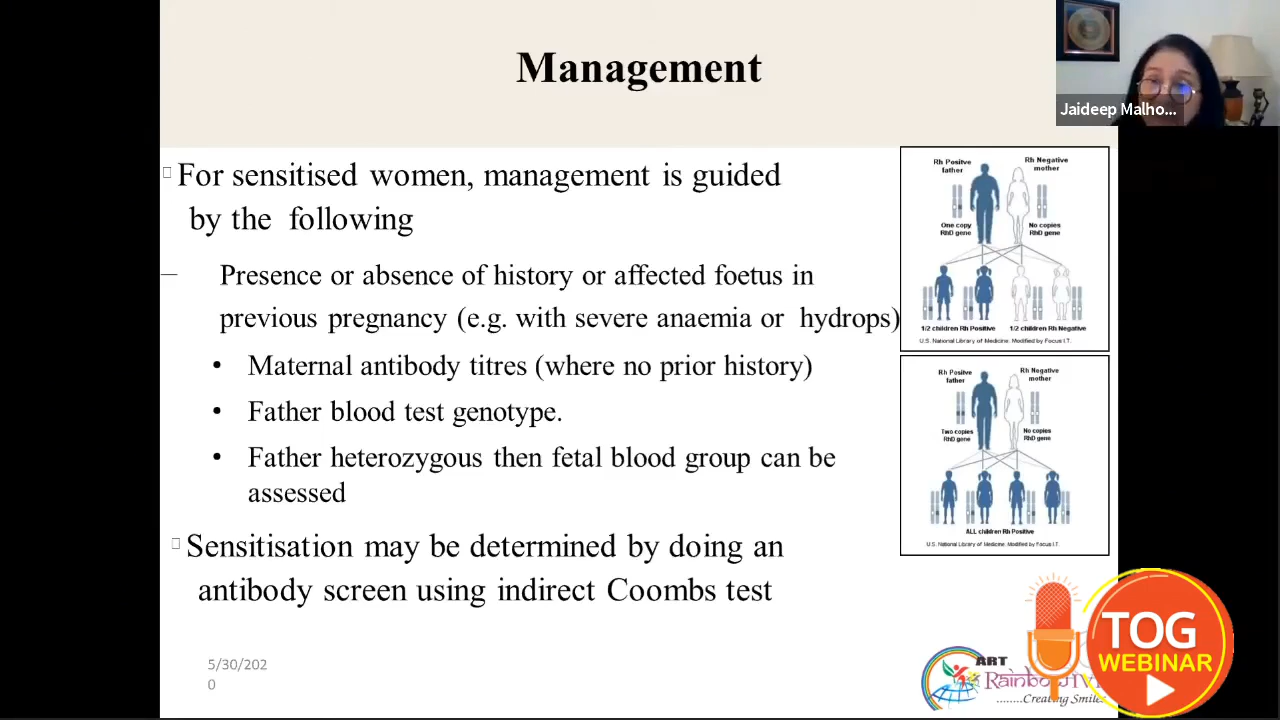 Management
Jaideep Malho...
For sensitised women, management is guided
by the following
Presence or absence of history or affected foetus in
previous pregnancy (e.g. with severe anaemia or hydrops)
• Maternal antibody titres (where no prior history)
• Father blood test genotype.
• Father heterozygous then fetal blood group can be
assessed
Sensitisation may be determined by doing an
antibody screen using indirect Coombs test
Rh Positve
father
Rh Negative
mother
One copy
RhD gene
No copies
RhD gene
1/2 children Rh Positive
1/2 children Rh Negative
U.S. National Library of Medicine. Modified by Focus I.T.
Rh Positive
father
Rh Negative
mother
Two copies
RhD gene
No copies
RhD gene
ALL children Rh Positive
U.S. National Library of Medicine. Modified by Focus I.T.
5/30/202
0
ART
Rainbow IV
........Creating Smiles
TOG
WEBINAR